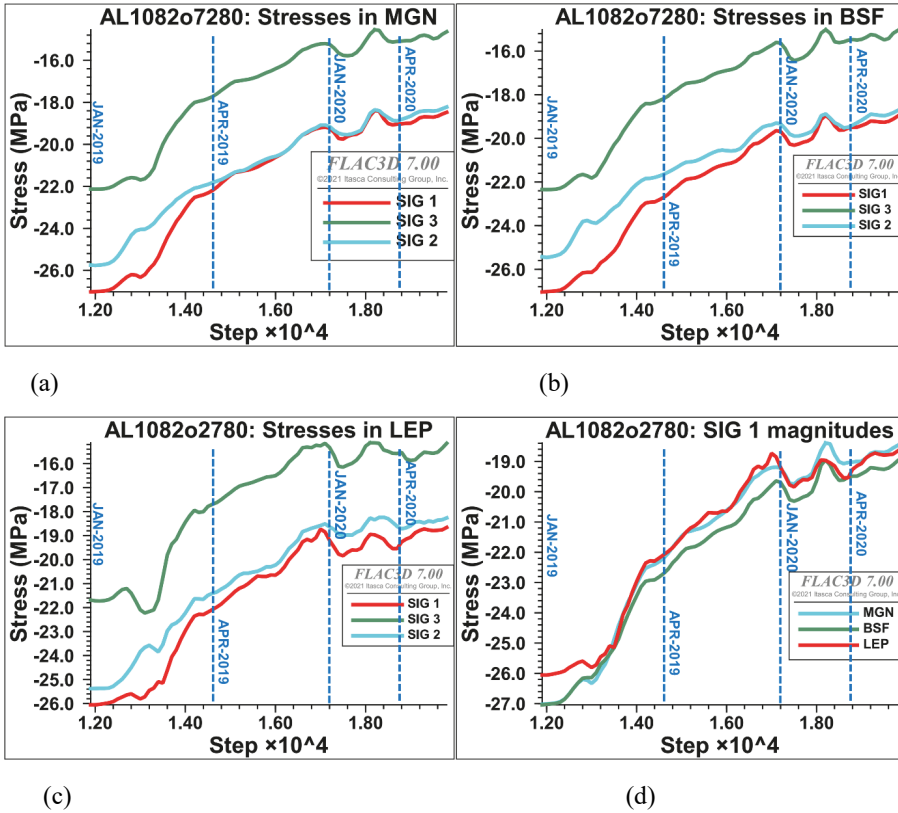 AL1082o7280: Stresses in MGN
Stress (MPa)
-16.0
-18.0
-20.0
-22.0
-24.0
-26.0
JAN-2019
APR-2019
JAN-2020
APR-2020
FLAC3D 7.00
©2021 Itasca Consulting Group, Inc.
SIG 1
SIG 3
SIG 2
1.20 1.40 1.60 1.80
Step ×10^4
(a)
AL1082o7280: Stresses in BSF
Stress (MPa)
-16.0
-18.0
-20.0
-22.0
-24.0
-26.0
JAN-2019
APR-2019
JAN-2020
APR-2020
FLAC3D 7.00
©2021 Itasca Consulting Group, Inc.
SIG1
SIG 3
SIG 2
1.20 1.40 1.60 1.80
Step ×10^4
(b)
AL1082o2780: Stresses in LEP
Stress (MPa)
-16.0
-17.0
-18.0
-19.0
-20.0
-21.0
-22.0
-23.0
-24.0
-25.0
-26.0
JAN-2019
APR-2019
JAN-2020
APR-2020
FLAC3D 7.00
©2021 Itasca Consulting Group, Inc.
SIG 1
SIG 3
SIG 2
1.20 1.40 1.60 1.80
Step ×10^4
(c)
AL1082o2780: SIG 1 magnitudes
Stress (MPa)
-19.0
-20.0
-21.0
-22.0
-23.0
-24.0
-25.0
-26.0
-27.0
JAN-2019
APR-2019
JAN-2020
APR-2020
FLAC3D 7.00
©2021 Itasca Consulting Group, Inc.
MGN
BSF
LEP
1.20 1.40 1.60 1.80
Step ×10^4
(d)